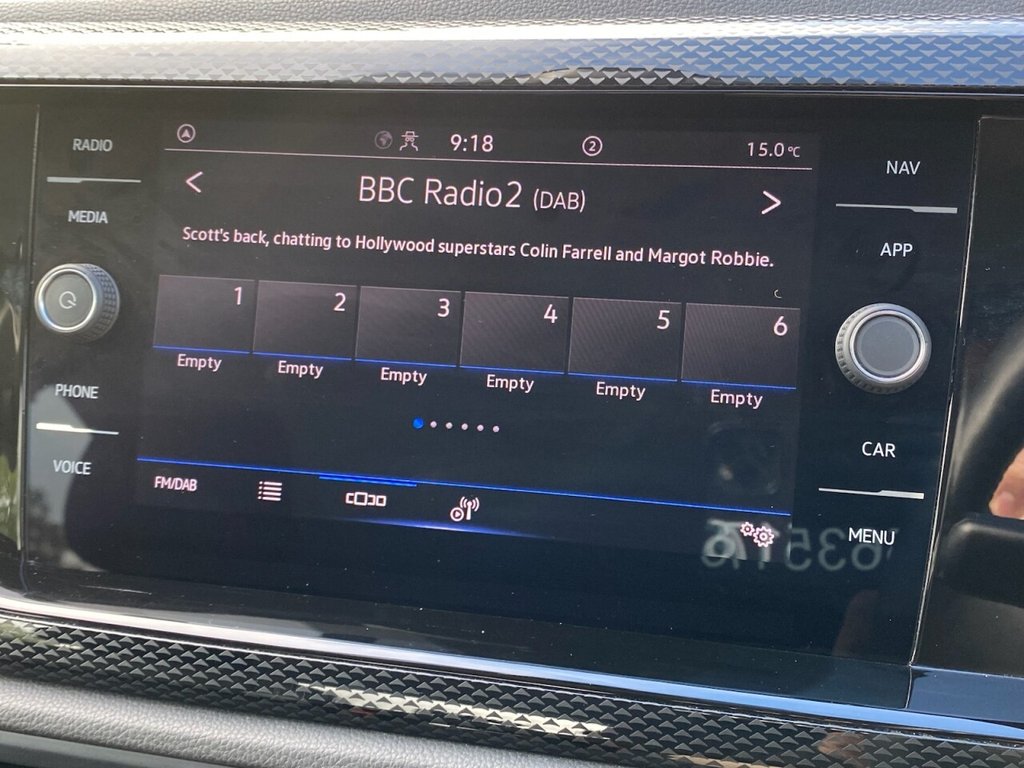 RADIO
MEDIA
PHONE
VOICE
9:18
2
15.0°C
BBC Radio2 (DAB)
Scott's back, chatting to Hollywood superstars Colin Farrell and Margot Robbie.
1 2 3 4 5 6
Empty Empty Empty Empty Empty Empty
FM/DAB
NAV
APP
CAR
MENU